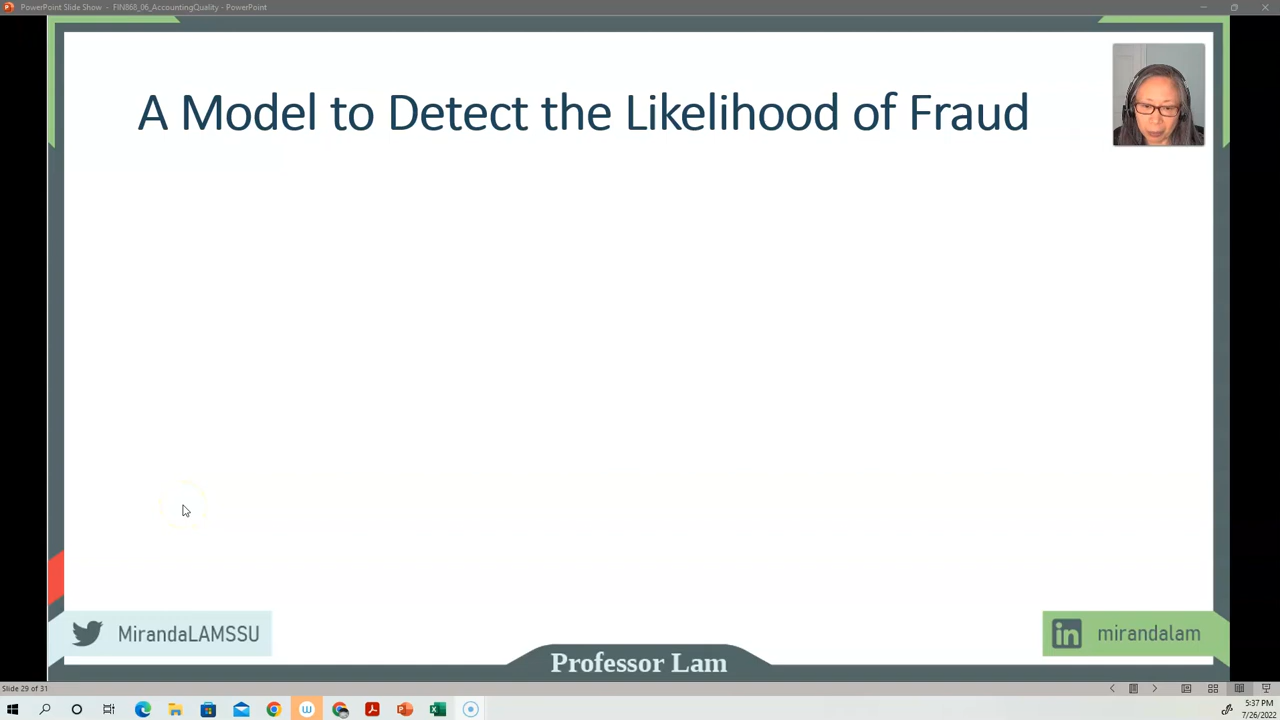 PowerPoint Slide Show - FIN868_06_AccountingQuality - PowerPoint
A Model to Detect the Likelihood of Fraud
MirandaLAMSSU
in mirandalam
Professor Lam
Slide 29 of 31
5:37 PM
7/26/2022